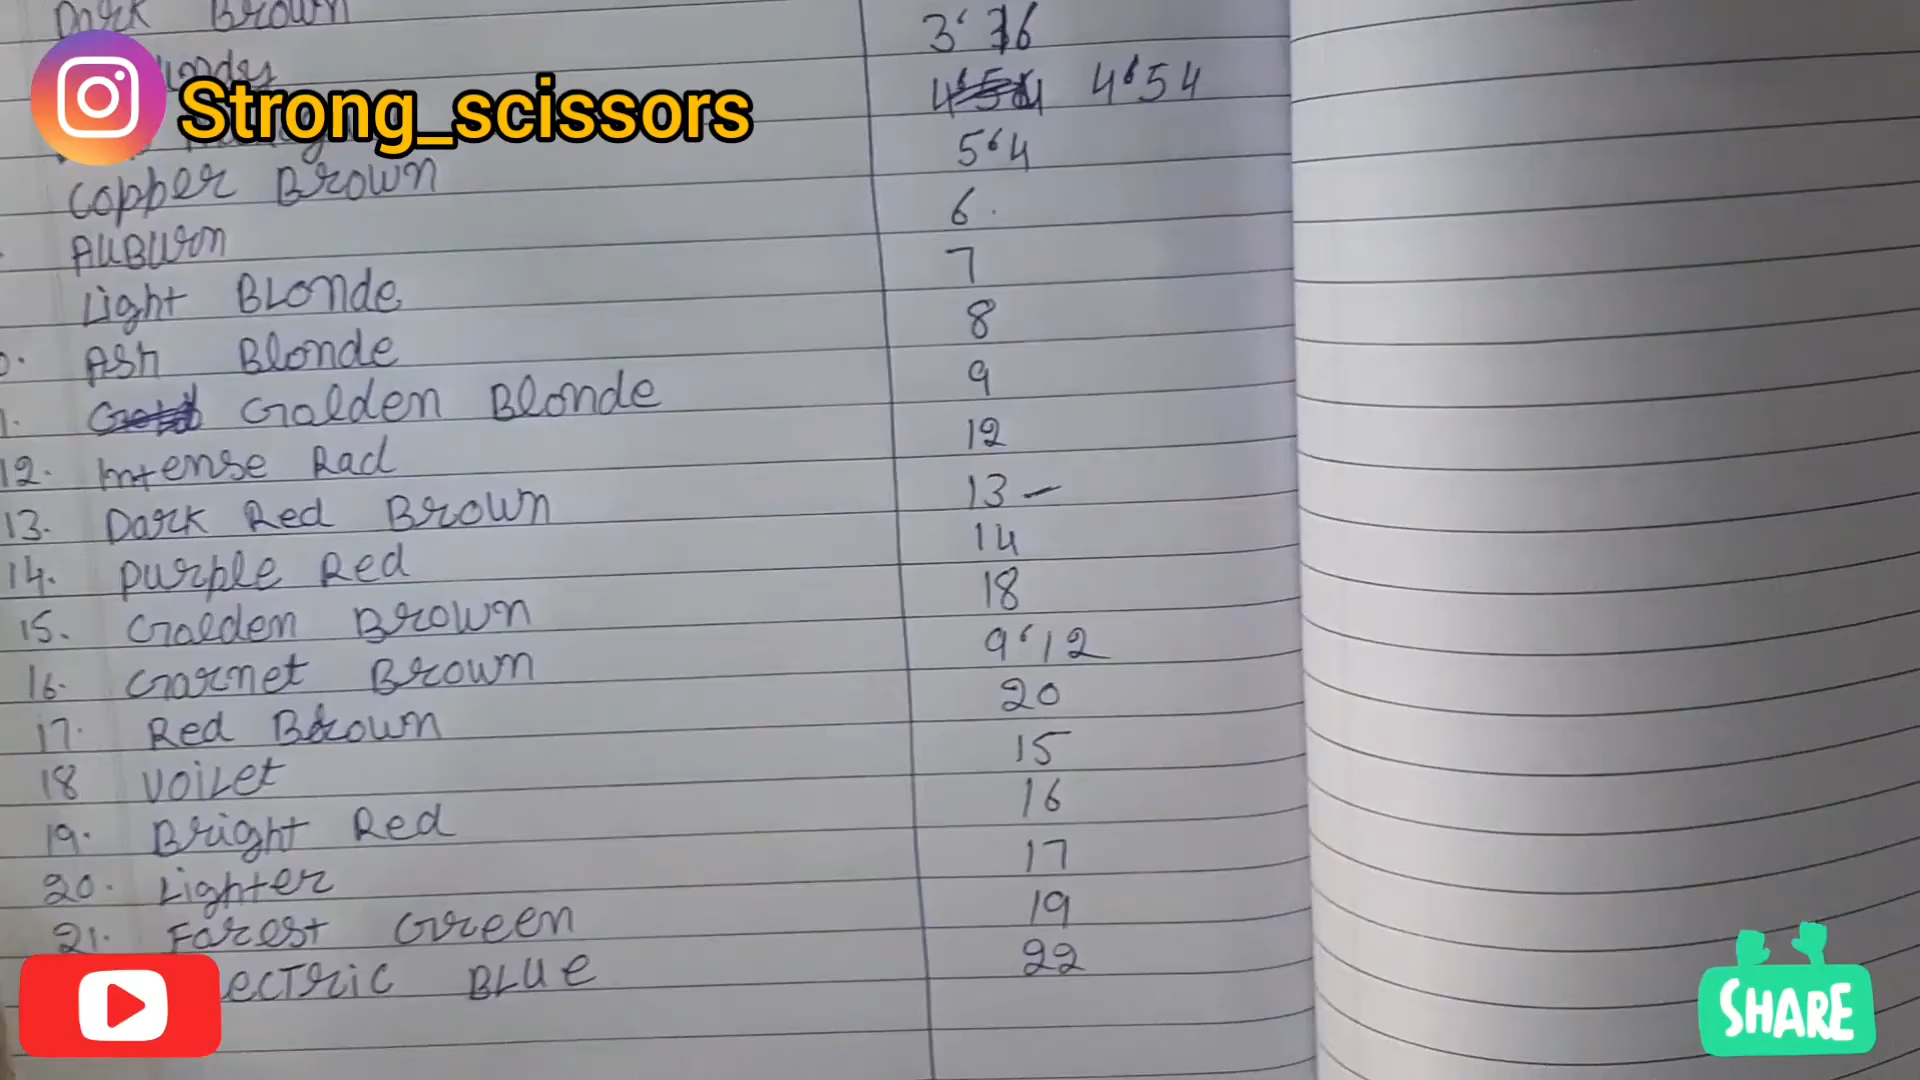 Dark Brown 3'16
4'54
Strong_scissors
5'4
Copper Brown 6.
AUBUrn 7
Light BLonde 8
Ash Blonde 9
1. Golden Blonde 12
12. Intense Rad 13 -
13. Dark Red Brown 14
14. purple Red 18
15. Golden Brown 9'12
16. Garnet Brown 20
17. Red Brown 15
18 VOiLet 16
19. Bright Red 17
20. Lighter 19
21. Farest Green 22
ecTric BLUe
SHARE